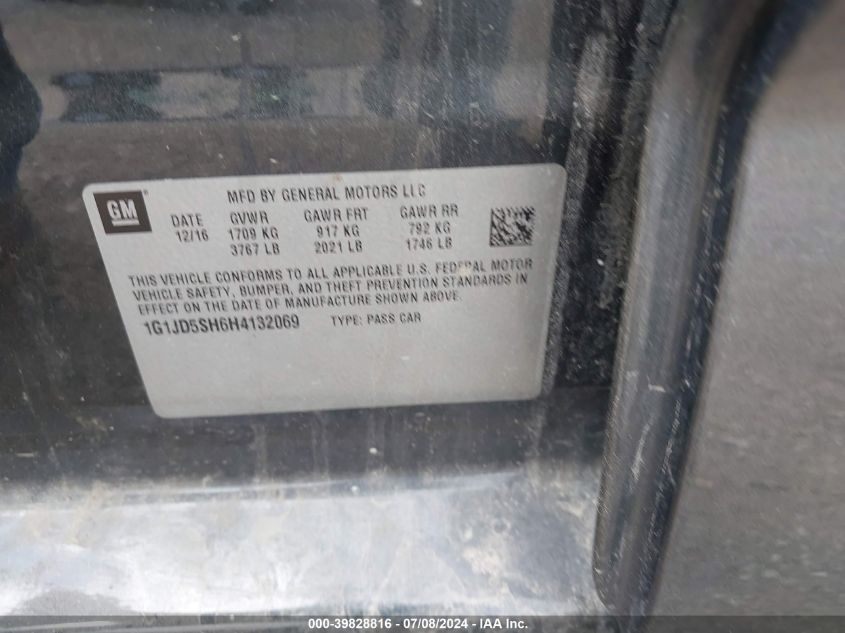 MFD BY GENERAL MOTORS LLC
GM
DATE GVWR GAWR FRT GAWR RR
12/16 1709 KG 917 KG 792 KG
3767 LB 2021 LB 1746 LB
THIS VEHICLE CONFORMS TO ALL APPLICABLE U.S. FEDERAL MOTOR
VEHICLE SAFETY, BUMPER, AND THEFT PREVENTION STANDARDS IN
EFFECT ON THE DATE OF MANUFACTURE SHOWN ABOVE.
1G1JD5SH6H4132069 TYPE: PASS CAR
000-39828816 - 07/08/2024 - IAA Inc.